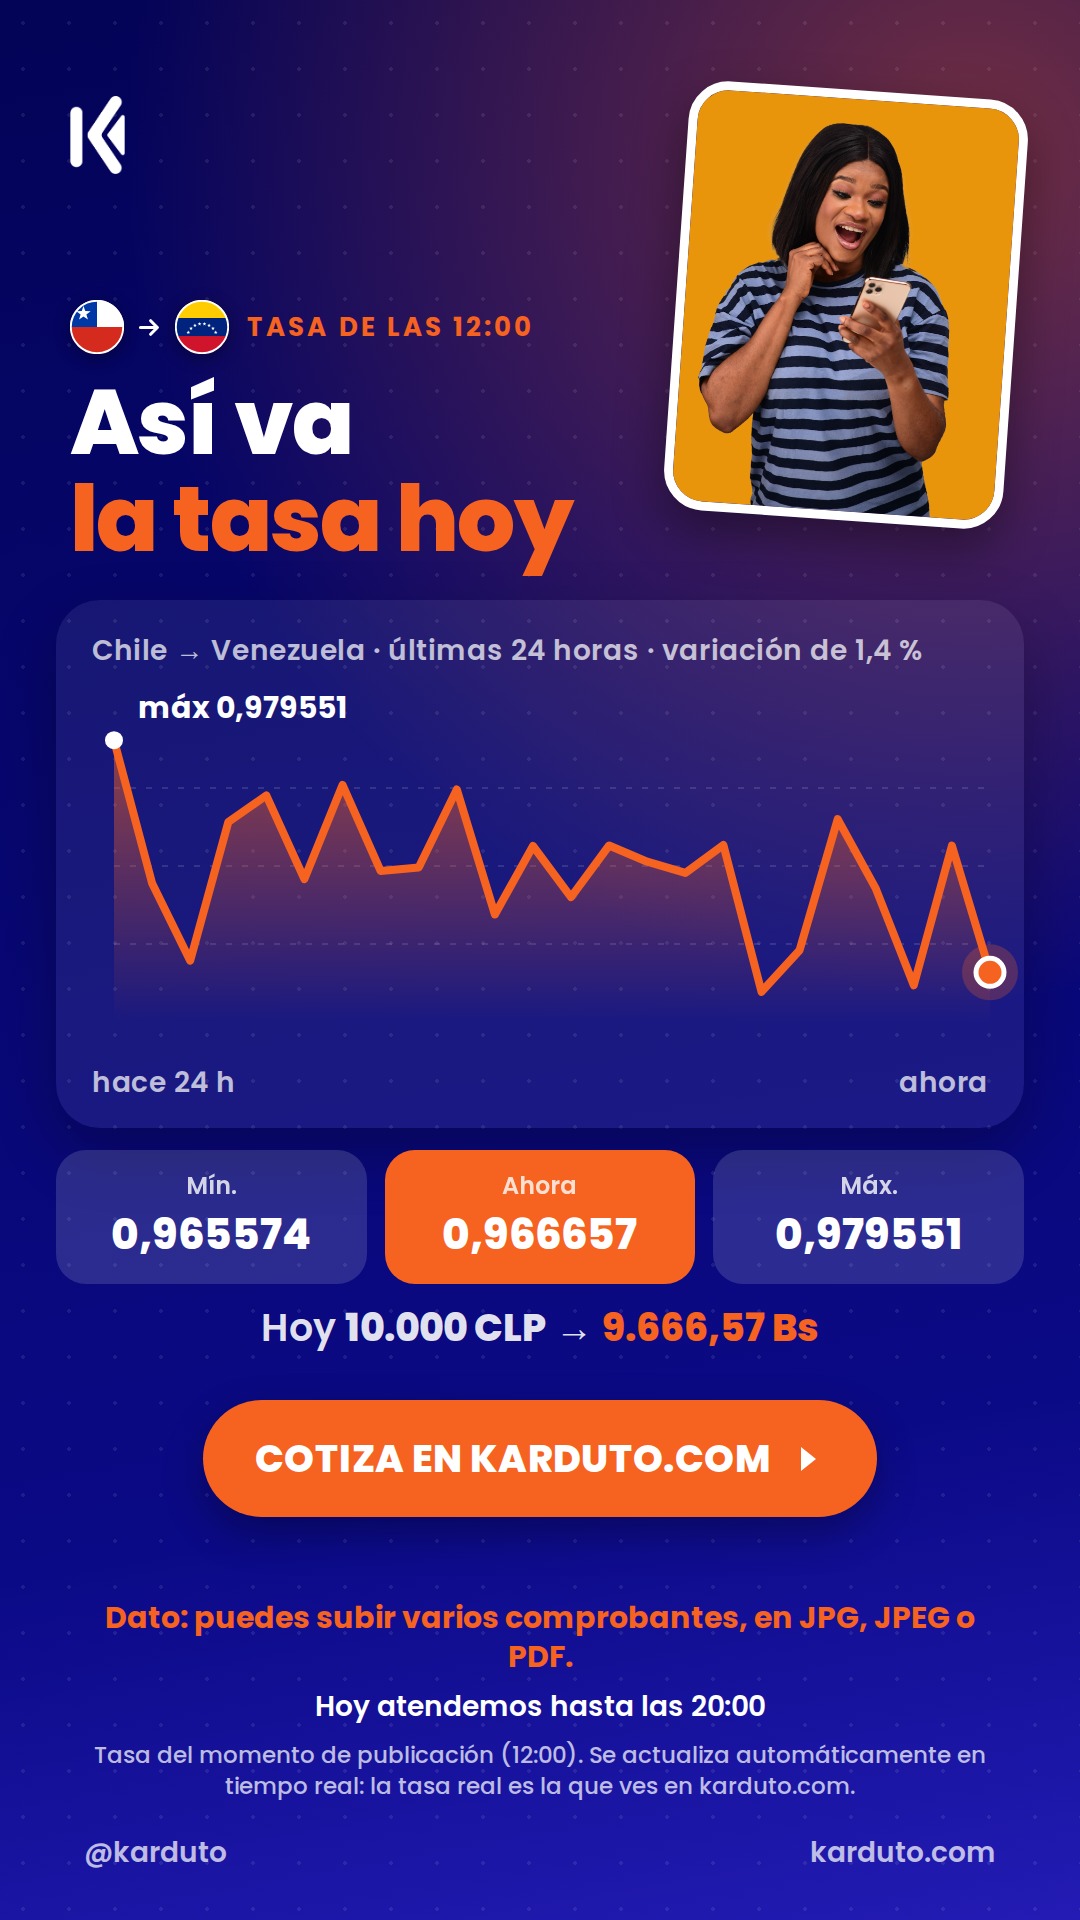 TASA DE LAS 12:00
Así va
la tasa hoy
Chile → Venezuela · últimas 24 horas · variación de 1,4 %
máx 0,979551
hace 24 h
ahora
Mín.
0,965574
Ahora
0,966657
Máx.
0,979551
Hoy 10.000 CLP → 9.666,57 Bs
COTIZA EN KARDUTO.COM
Dato: puedes subir varios comprobantes, en JPG, JPEG o
PDF.
Hoy atendemos hasta las 20:00
Tasa del momento de publicación (12:00). Se actualiza automáticamente en
tiempo real: la tasa real es la que ves en karduto.com.
@karduto
karduto.com